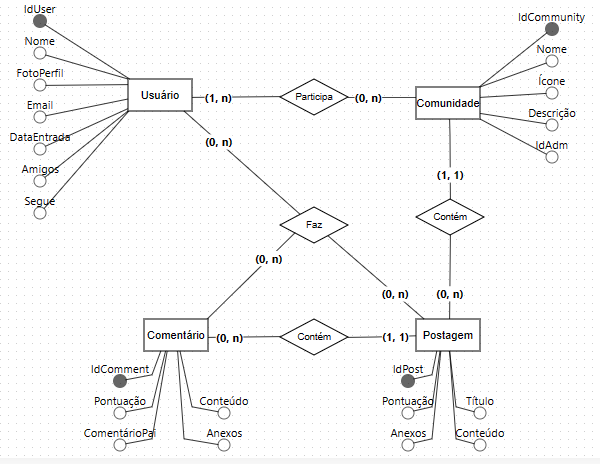 IdUser
Nome
FotoPerfil
Email
DataEntrada
Amigos
Segue
Usuário
(1, n)
Participa
(0, n)
Comunidade
IdCommunity
Nome
Ícone
Descrição
IdAdm
(0, n)
(1, 1)
Contém
Faz
(0, n)
(0, n)
(0, n)
Comentário
(0, n)
Contém
(1, 1)
Postagem
IdComment
Pontuação
ComentárioPai
Conteúdo
Anexos
IdPost
Pontuação
Anexos
Título
Conteúdo